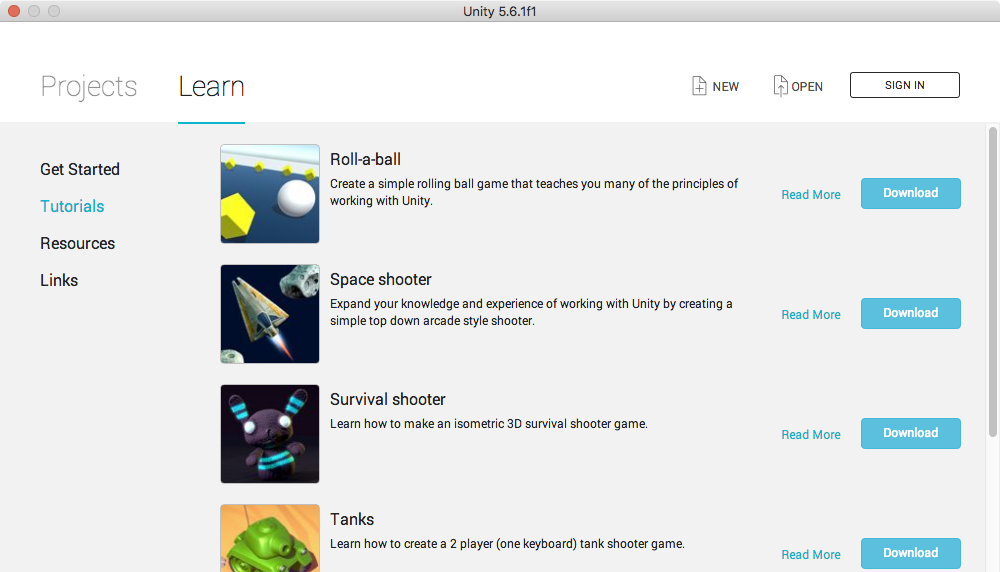 Unity 5.6.1f1
Projects
Learn
NEW
OPEN
SIGN IN
Get Started
Tutorials
Resources
Links
Roll-a-ball
Create a simple rolling ball game that teaches you many of the principles of
working with Unity.
Read More
Download
Space shooter
Expand your knowledge and experience of working with Unity by creating a
simple top down arcade style shooter.
Read More
Download
Survival shooter
Learn how to make an isometric 3D survival shooter game.
Read More
Download
Tanks
Learn how to create a 2 player (one keyboard) tank shooter game.
Read More
Download